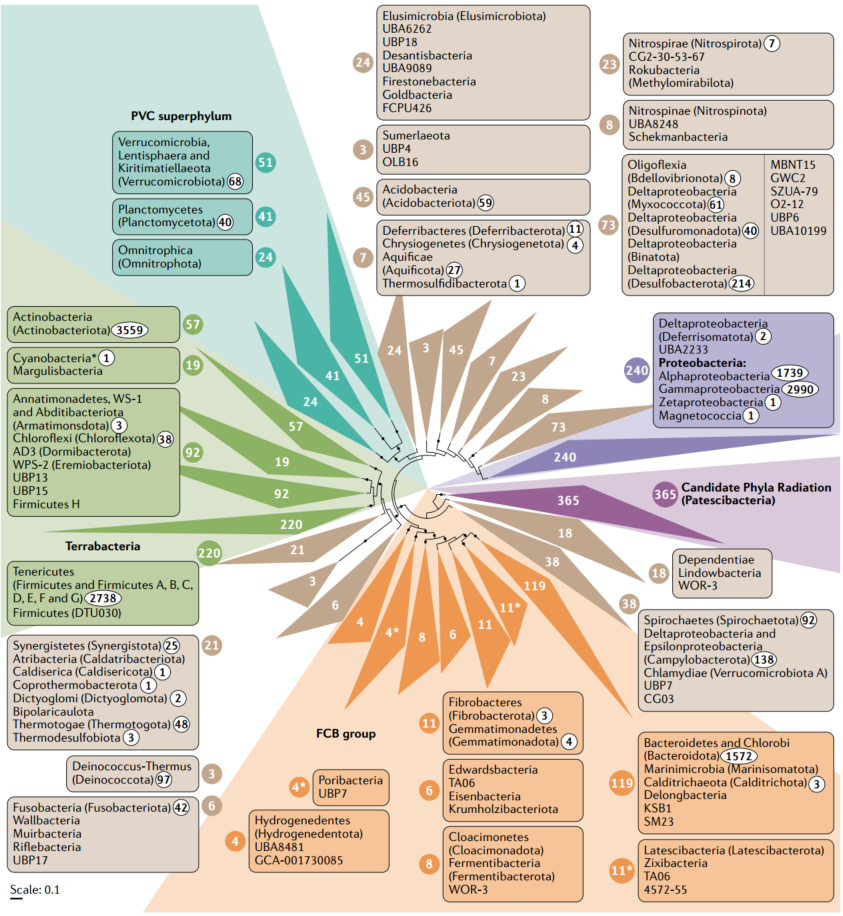 Elusimicrobia (Elusimicrobiota)
UBA6262
UBP18
Desantisbacteria
UBA9089
Firestonebacteria
Goldbacteria
FCPU426
24
Sumerlaeota
UBP4
OLB16
3
Acidobacteria
(Acidobacteriota) 59
45
Deferribacteres (Deferribacterota) 11
Chrysiogenetes (Chrysiogenetota) 4
Aquificae
(Aquificota) 27
Thermosulfidibacterota 1
7
Nitrospirae (Nitrospirota) 7
CG2-30-53-67
Rokubacteria
(Methylomirabilota)
23
Nitrospinae (Nitrospinota)
UBA8248
Schekmanbacteria
8
Oligoflexia
(Bdellovibrionota) 8
Deltaproteobacteria
(Myxococcota) 61
Deltaproteobacteria
(Desulfuromonadota) 40
Deltaproteobacteria
(Binatota)
Deltaproteobacteria
(Desulfobacterota) 214
MBNT15
GWC2
SZUA-79
O2-12
UBP6
UBA10199
73
PVC superphylum
Verrucomicrobia,
Lentisphaera and
Kiritimatiellaeota
(Verrucomicrobiota) 68
51
Planctomycetes
(Planctomycetota) 40
41
Omnitrophica
(Omnitrophota)
24
Actinobacteria
(Actinobacteriota) 3559
57
Cyanobacteria* 1
Margulisbacteria
19
Annatimonadetes, WS-1
and Abditibacteriota
(Armatimonsdota) 3
Chloroflexi (Chloroflexota) 38
AD3 (Dormibacterota)
WPS-2 (Eremiobacteriota)
UBP13
UBP15
Firmicutes H
92
Terrabacteria
220
Tenericutes
(Firmicutes and Firmicutes A, B, C,
D, E, F and G) 2738
Firmicutes (DTU030)
Synergistetes (Synergistota) 25
Atribacteria (Caldatribacteriota)
Caldiserica (Caldisericota) 1
Coprothermobacterota 1
Dictyoglomi (Dictyoglomota) 2
Bipolaricaulota
Thermotogae (Thermotogota) 48
Thermodesulfobiota 3
21
Deinococcus-Thermus
(Deinococcota) 97
3
Fusobacteria (Fusobacteriota) 42
Wallbacteria
Muirbacteria
Riflebacteria
UBP17
6
Scale: 0.1
24
41
51
24
3
45
7
23
8
73
240
365
18
38
119
11*
11
6
8
4*
4
6
3
21
220
92
19
57
Deltaproteobacteria
(Deferrisomatota) 2
UBA2233
Proteobacteria:
Alphaproteobacteria 1739
Gammaproteobacteria 2990
Zetaproteobacteria 1
Magnetococcia 1
240
365 Candidate Phyla Radiation
(Patescibacteria)
Dependentiae
Lindowbacteria
WOR-3
18
38
Spirochaetes (Spirochaetota) 92
Deltaproteobacteria and
Epsilonproteobacteria
(Campylobacterota) 138
Chlamydiae (Verrucomicrobiota A)
UBP7
CG03
FCB group
Fibrobacteres
(Fibrobacterota) 3
Gemmatimonadetes
(Gemmatimonadota) 4
11
Poribacteria
UBP7
4*
Edwardsbacteria
TA06
Eisenbacteria
Krumholzibacteriota
6
Hydrogenedentes
(Hydrogenedentota)
UBA8481
GCA-001730085
4
Cloacimonetes
(Cloacimonadota)
Fermentibacteria
(Fermentibacterota)
WOR-3
8
Bacteroidetes and Chlorobi
(Bacteroidota) 1572
Marinimicrobia (Marinisomatota)
Calditrichaeota (Calditrichota) 3
Delongbacteria
KSB1
SM23
119
Latescibacteria (Latescibacterota)
Zixibacteria
TA06
4572-55
11*